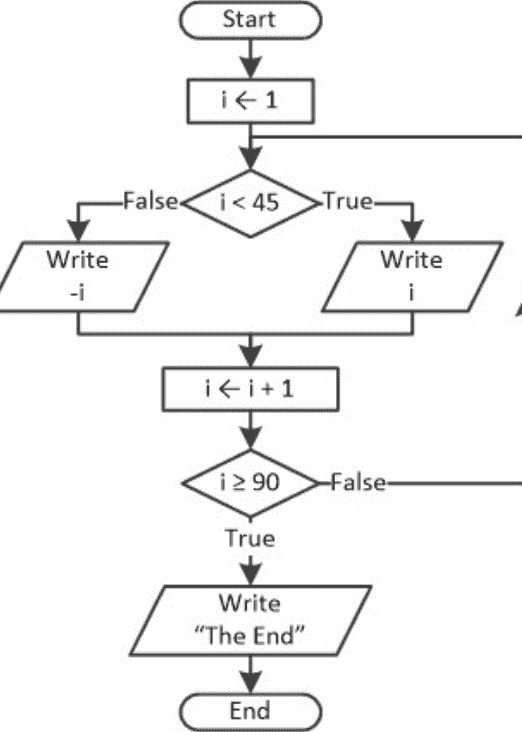 Start
i ← 1
i < 45
False
True
Write
-i
Write
i
i ← i + 1
i ≥ 90
False
True
Write
“The End”
End